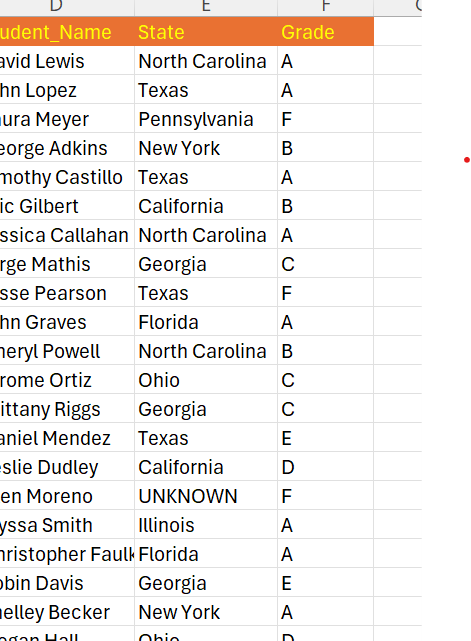 D E F
udent_Name State Grade
avid Lewis North Carolina A
hn Lopez Texas A
ura Meyer Pennsylvania F
eorge Adkins New York B
mothy Castillo Texas A
ic Gilbert California B
ssica Callahan North Carolina A
rge Mathis Georgia C
sse Pearson Texas F
hn Graves Florida A
heryl Powell North Carolina B
rome Ortiz Ohio C
ittany Riggs Georgia C
aniel Mendez Texas E
eslie Dudley California D
en Moreno UNKNOWN F
yssa Smith Illinois A
hristopher Faulk Florida A
obin Davis Georgia E
helley Becker New York A
egan Hall Ohio D